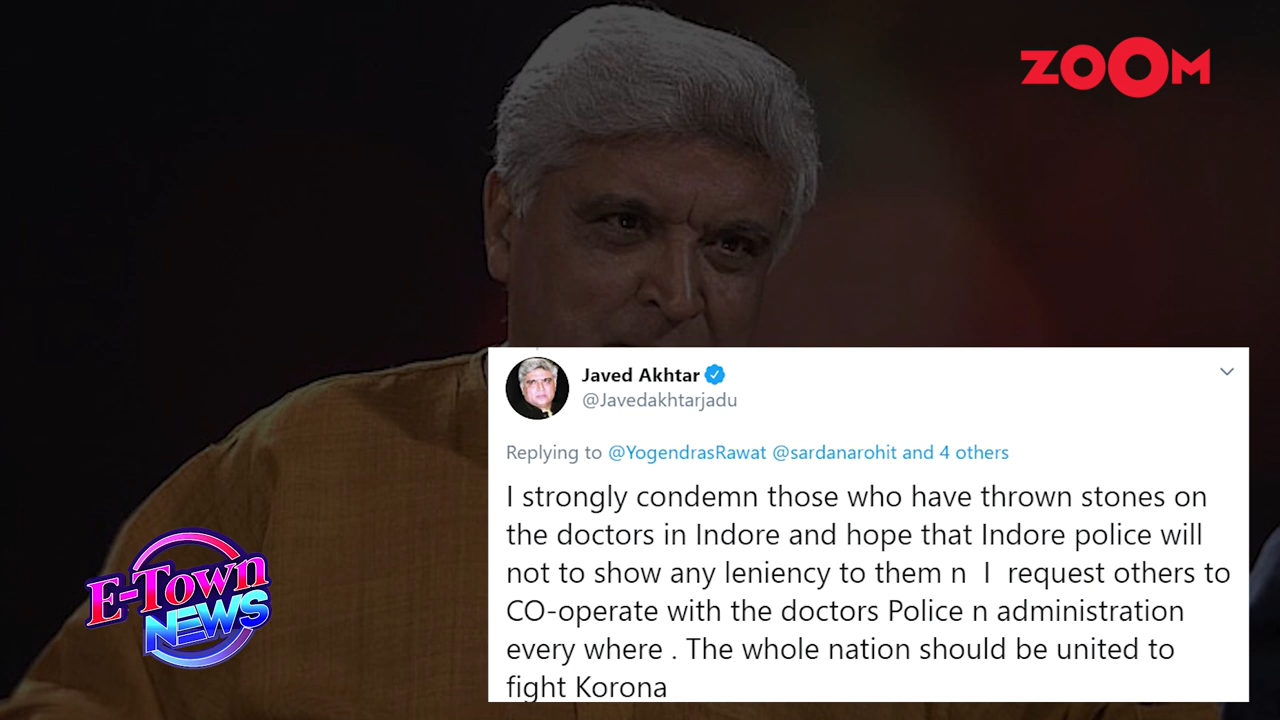 ZOOM
Javed Akhtar
@Javedakhtarjadu
Replying to @YogendrasRawat @sardanarohit and 4 others
I strongly condemn those who have thrown stones on
the doctors in Indore and hope that Indore police will
not to show any leniency to them n I request others to
CO-operate with the doctors Police n administration
every where . The whole nation should be united to
fight Korona
E-TOWN
NEWS